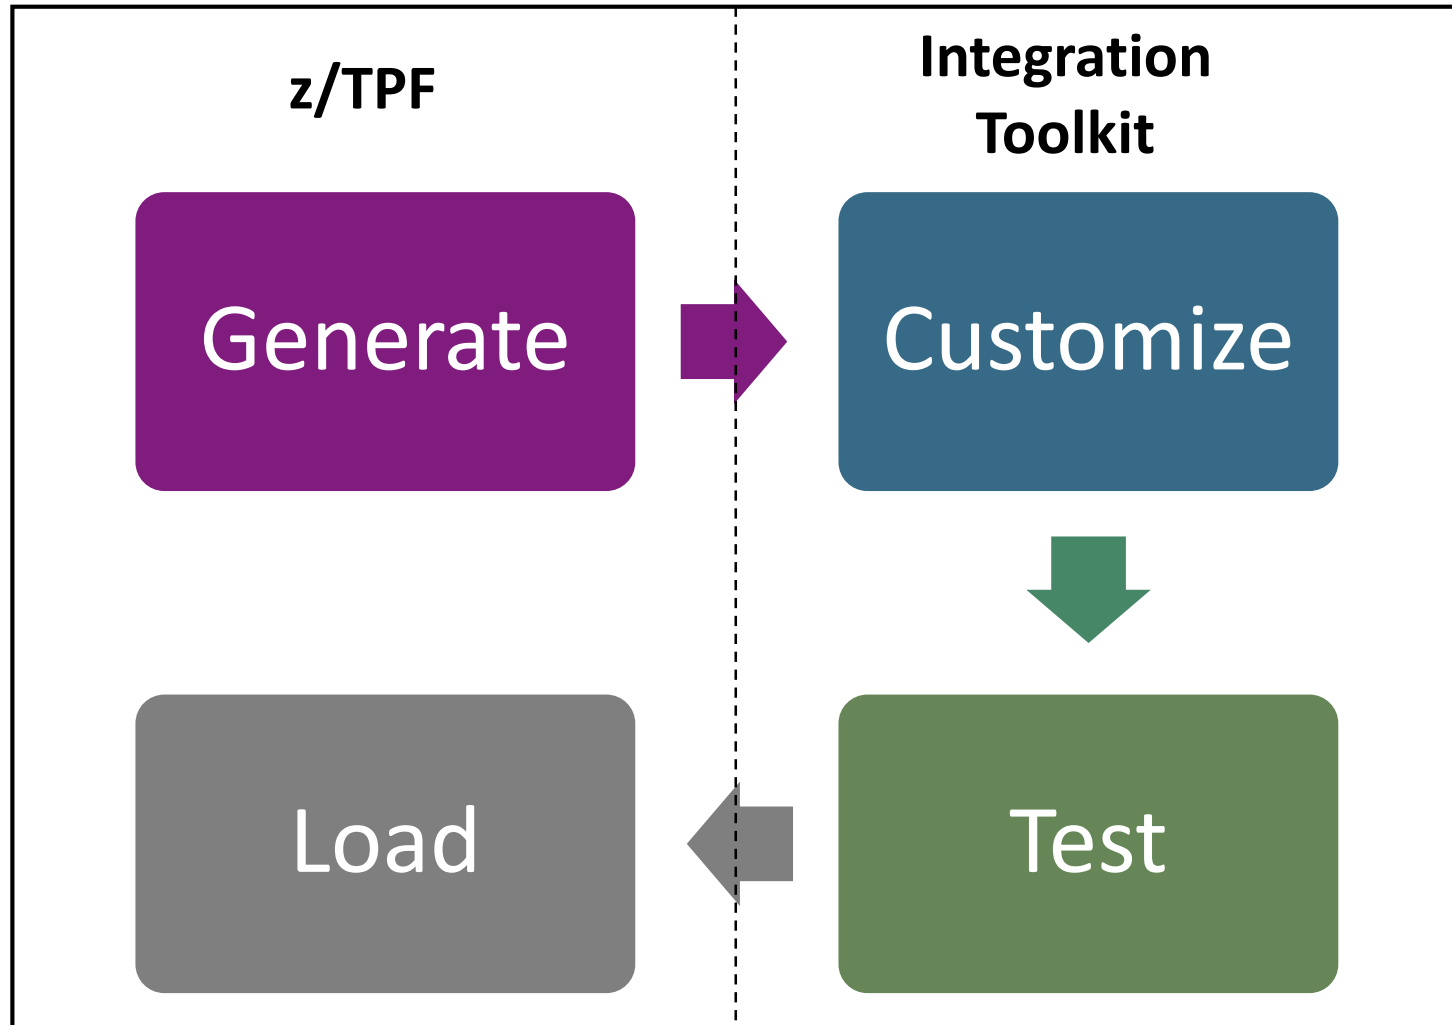 z/TPF
Integration
Toolkit
Generate
Customize
Load
Test